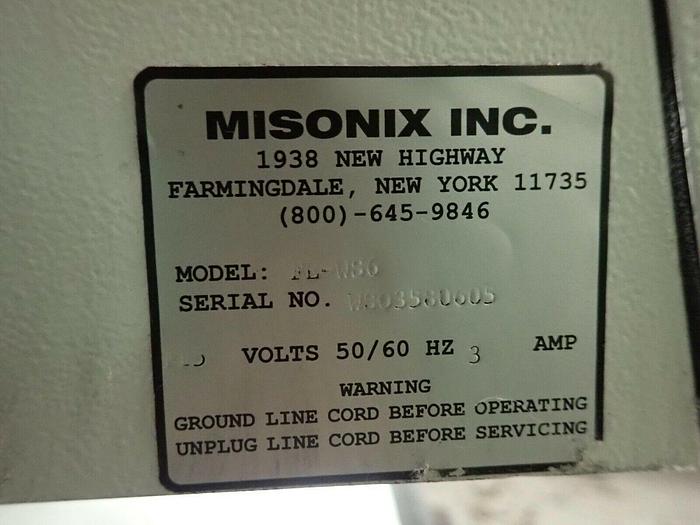 MISONIX INC.
1938 NEW HIGHWAY
FARMINGDALE, NEW YORK 11735
(800)-645-9846
MODEL:
SERIAL NO.
VOLTS 50/60 HZ 3 AMP
WARNING
GROUND LINE CORD BEFORE OPERATING
UNPLUG LINE CORD BEFORE SERVICING